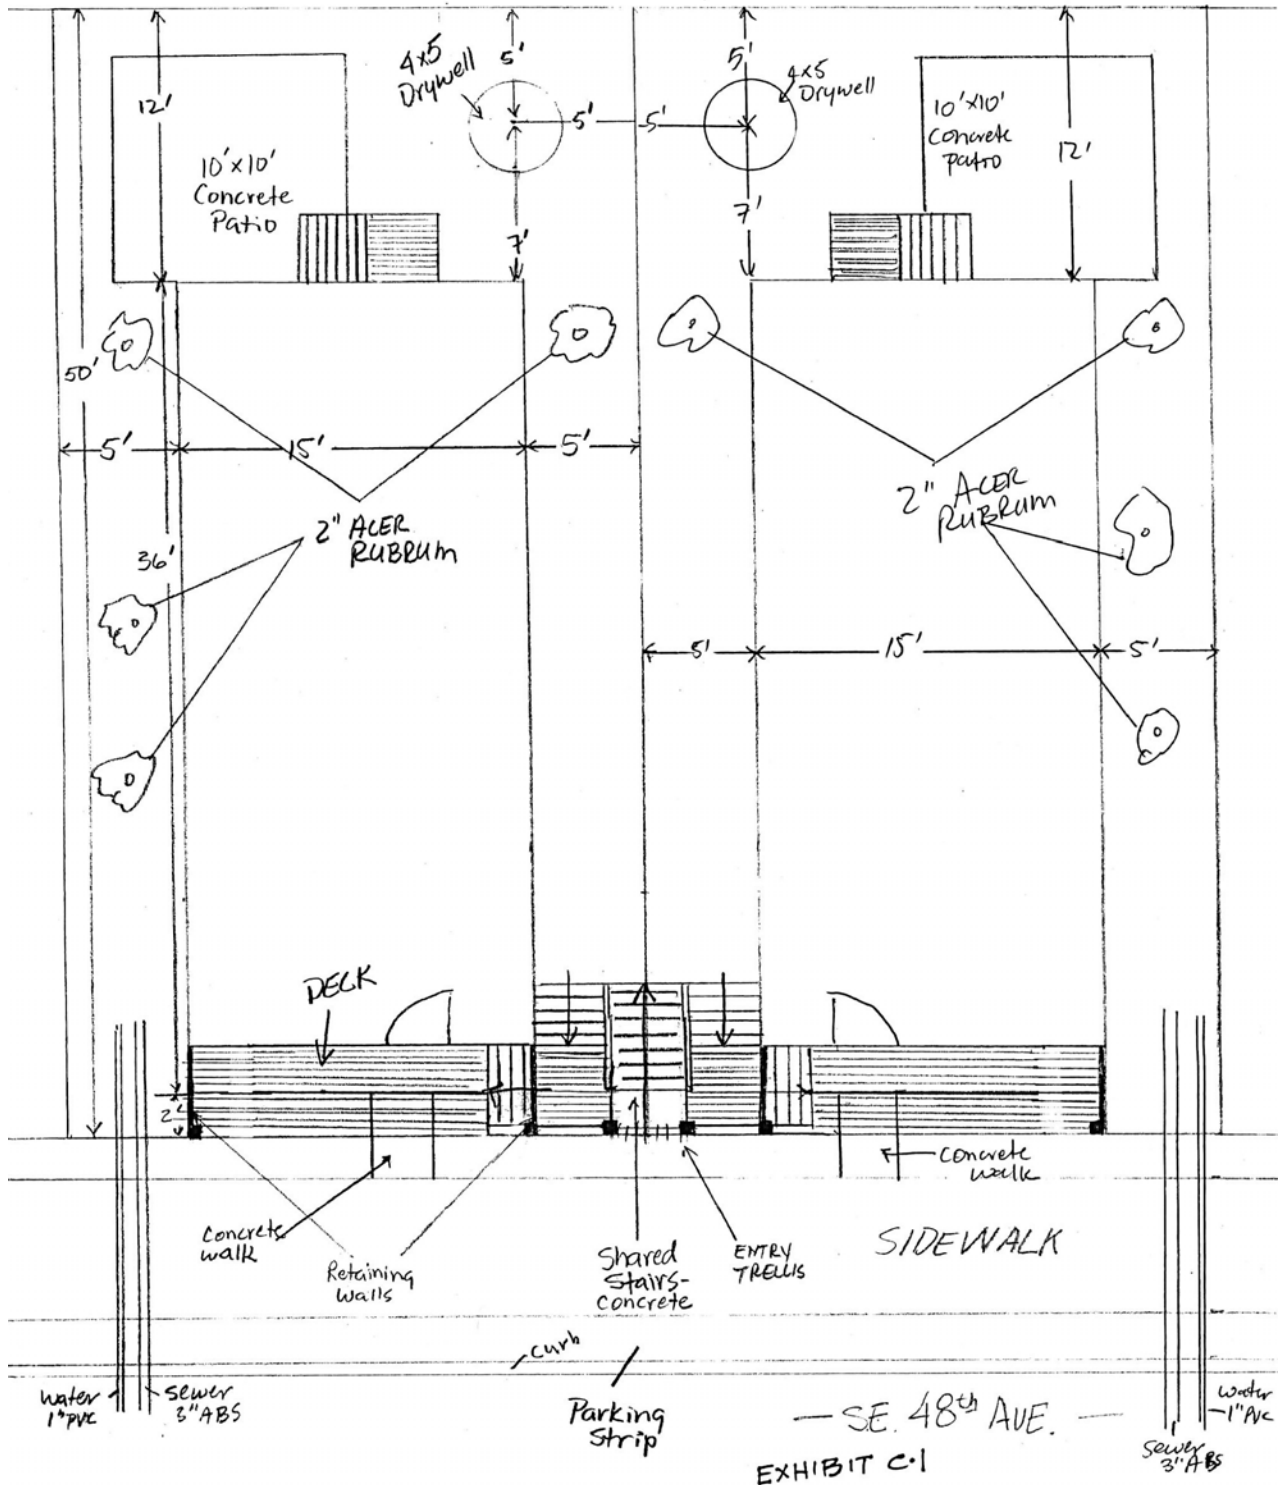 12'
4x5
Drywell
5'
5'
5'
5'
4x5
Drywell
10'x10'
Concrete
Patio
12'
10'x10'
Concrete
Patio
7'
7'
50'
5'
15'
5'
2" ACER
RUBRUM
2" ACER
RUBRUM
36'
5'
15'
5'
DECK
2'
Concrete
walk
Retaining
walls
Shared
Stairs-
Concrete
ENTRY
TRELLIS
Concrete
walk
SIDEWALK
curb
water
1" PVC
sewer
3" ABS
Parking
Strip
— S.E. 48th AVE. —
EXHIBIT C.1
sewer
3" ABS
water
1" PVC